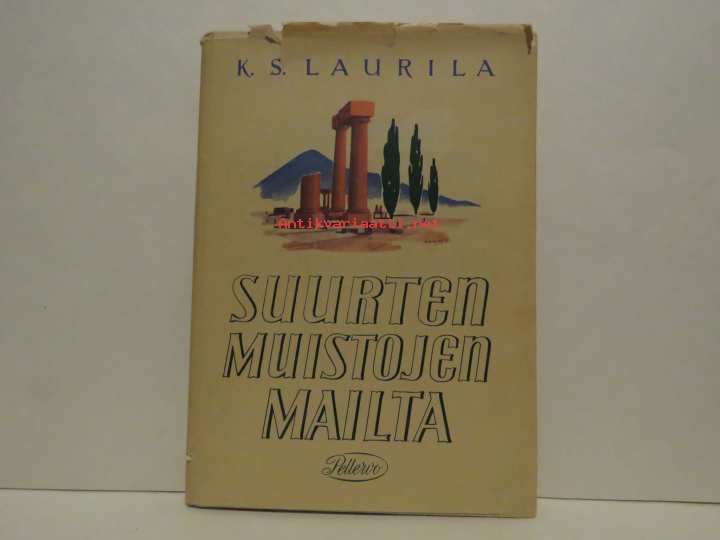 K. S. LAURILA
Antikvariaatti.net
SUURTEN
MUISTOJEN
MAILTA
Pellervo